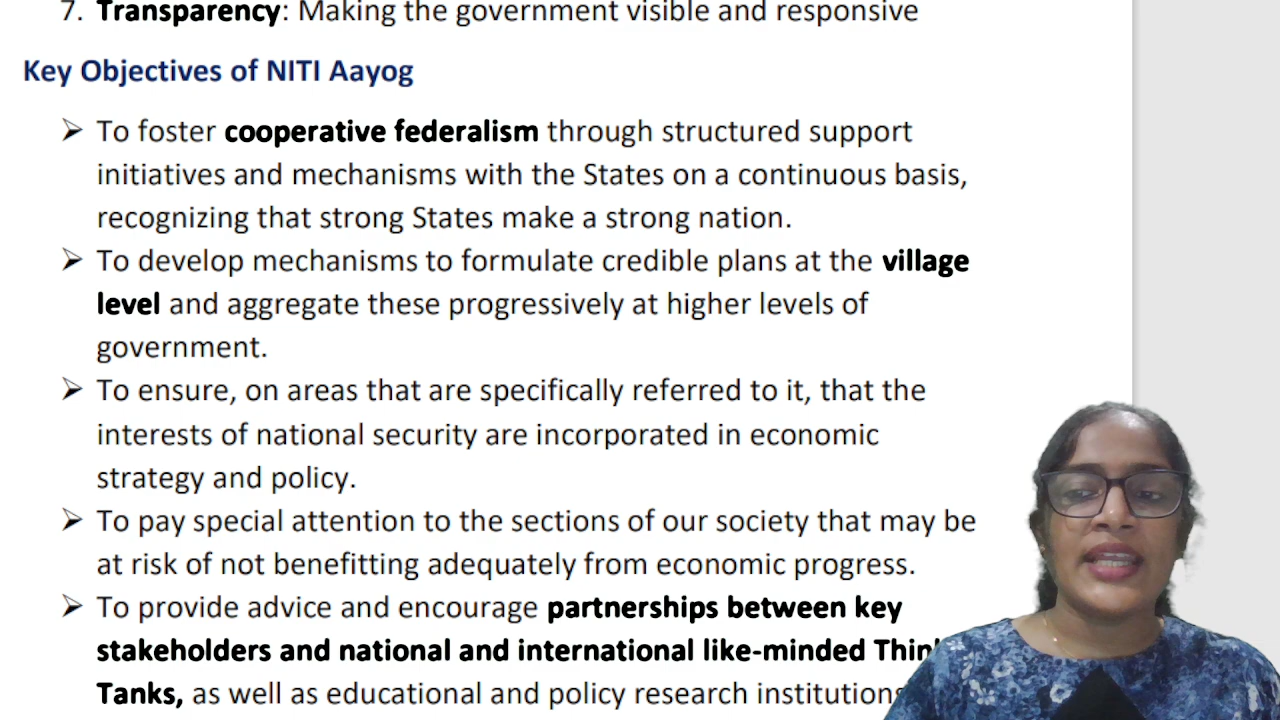 7. Transparency: Making the government visible and responsive
Key Objectives of NITI Aayog
➢ To foster cooperative federalism through structured support
initiatives and mechanisms with the States on a continuous basis,
recognizing that strong States make a strong nation.
➢ To develop mechanisms to formulate credible plans at the village
level and aggregate these progressively at higher levels of
government.
➢ To ensure, on areas that are specifically referred to it, that the
interests of national security are incorporated in economic
strategy and policy.
➢ To pay special attention to the sections of our society that may be
at risk of not benefitting adequately from economic progress.
➢ To provide advice and encourage partnerships between key
stakeholders and national and international like-minded
Tanks, as well as educational and policy research